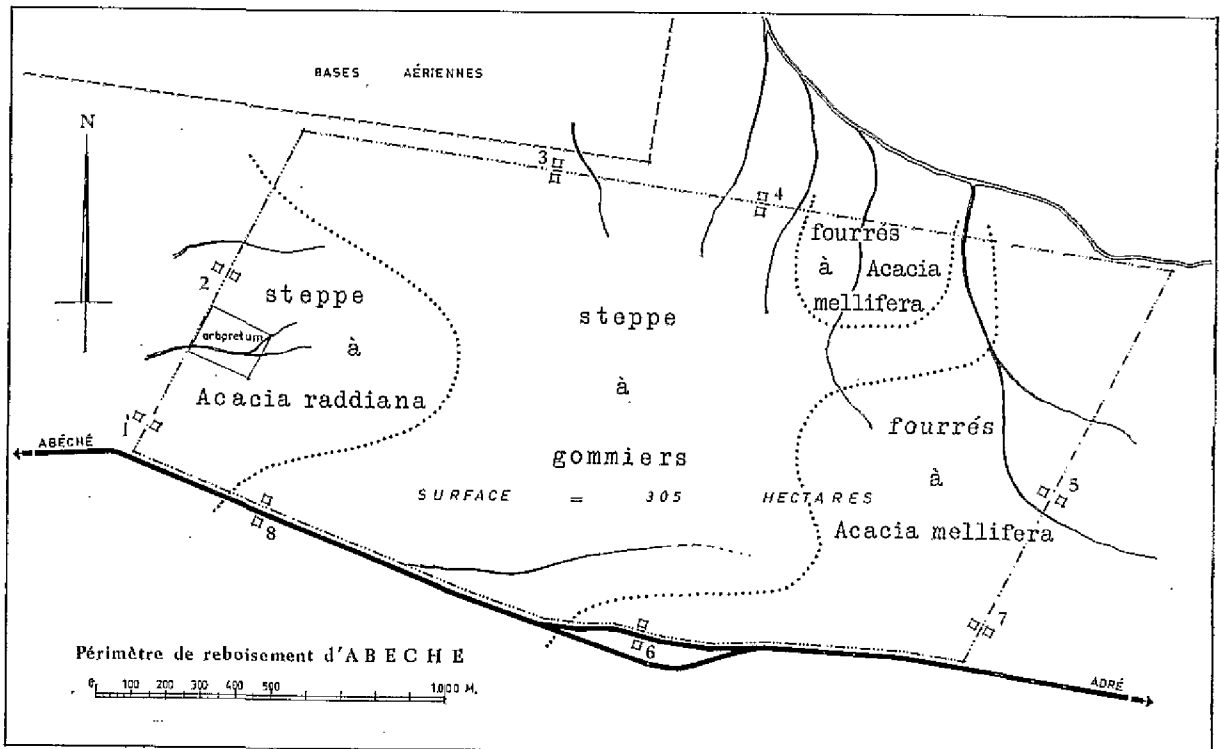 BASES AÉRIENNES
N
3
4
fourrés
à Acacia
mellifera
2
steppe
à
Acacia raddiana
arboretum
steppe
à
gommiers
1
ABÉCHÉ
fourrés
à
Acacia mellifera
SURFACE = 305 HECTARES
5
8
7
6
Périmètre de reboisement d'ABECHE
0 100 200 300 400 500 1.000 M.
ADRÉ